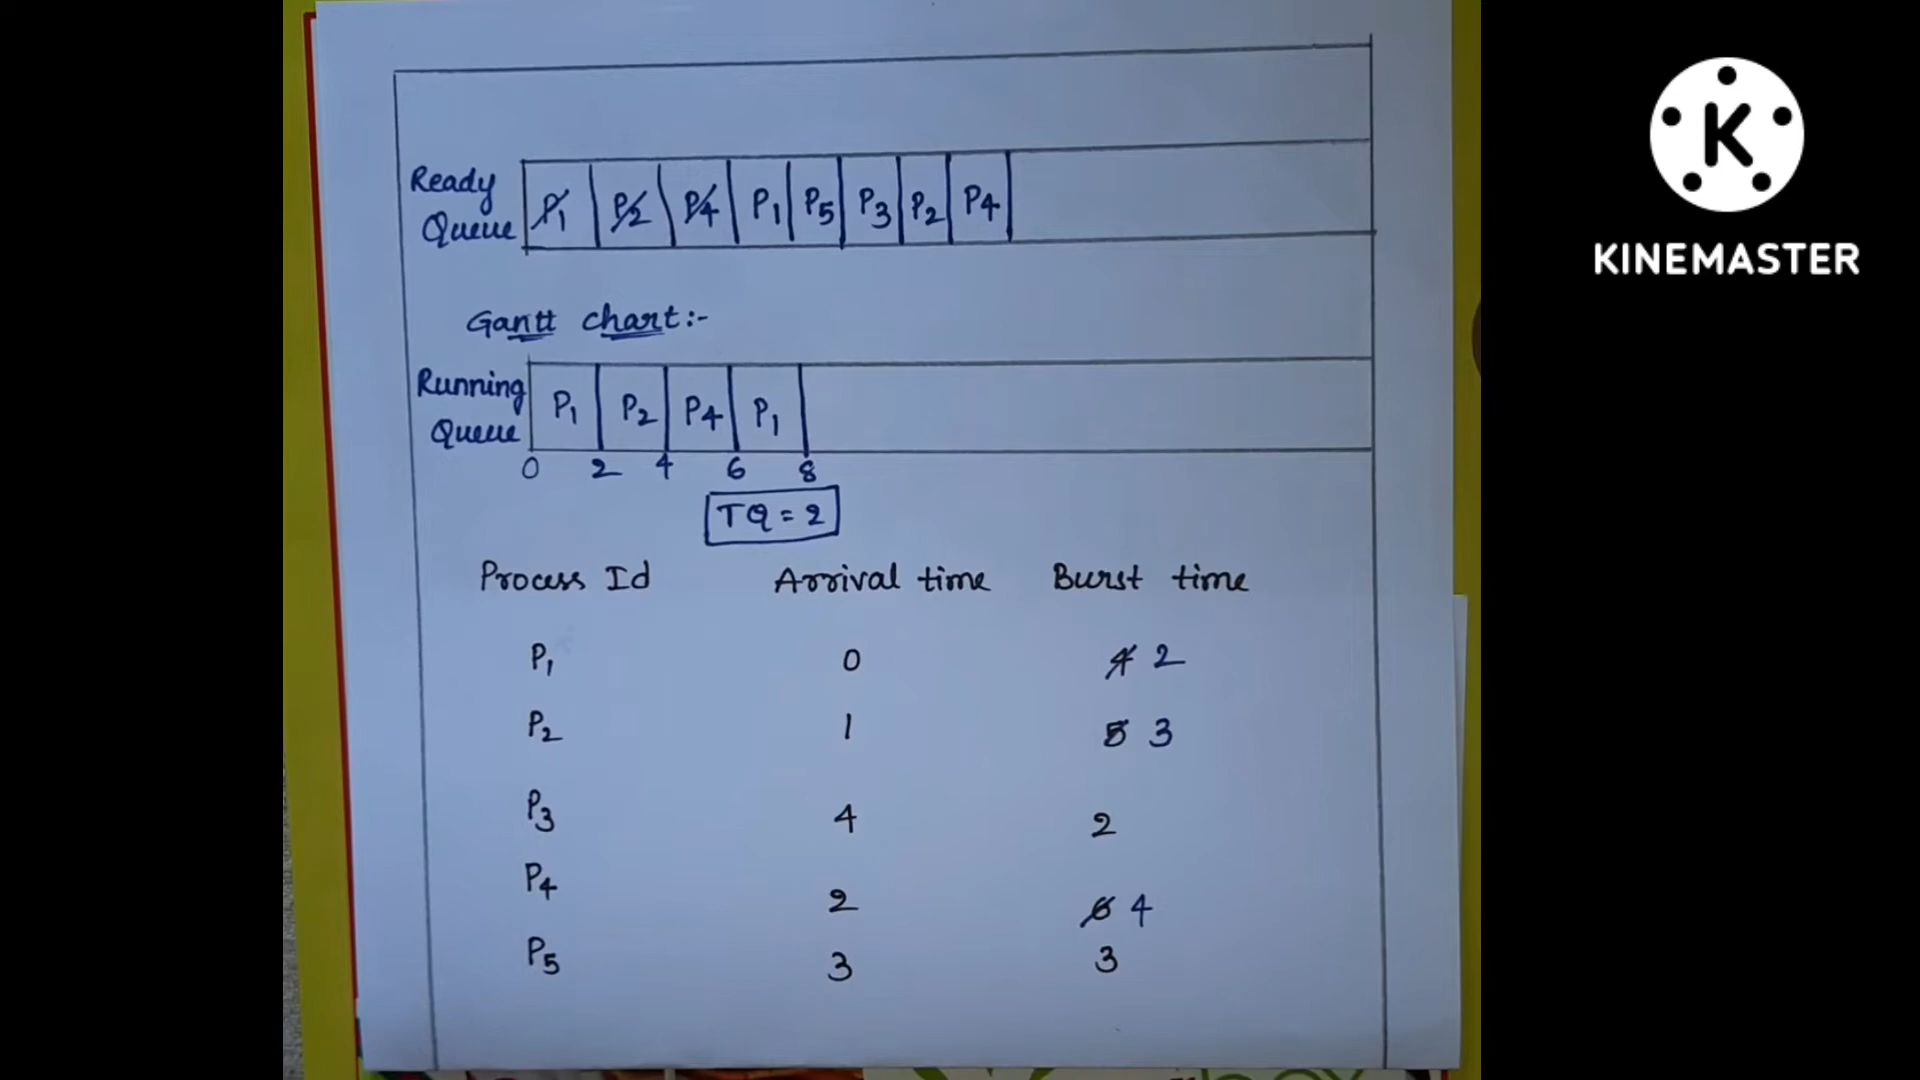 Ready Queue P1 P2 P4 P1 P5 P3 P2 P4
Gantt chart:-
Running Queue P1 P2 P4 P1
0 2 4 6 8
TQ = 2
Process Id Arrival time Burst time
P1 0 4 2
P2 1 5 3
P3 4 2
P4 2 6 4
P5 3 3
K
KINEMASTER